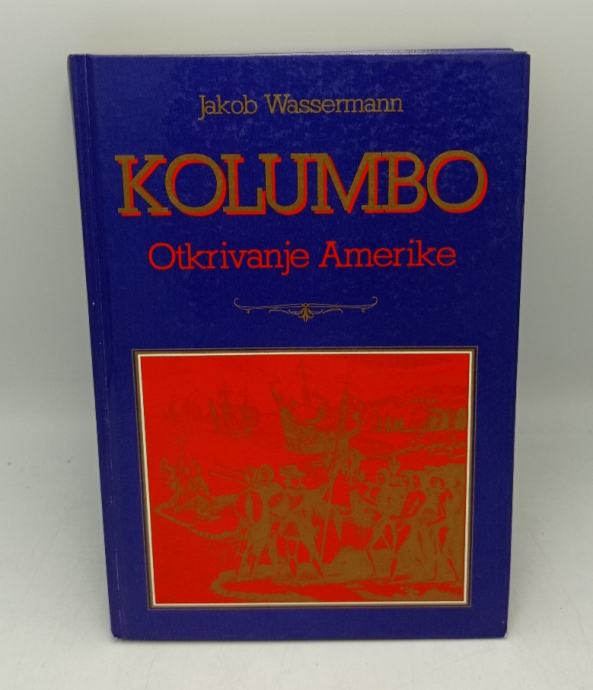 Jakob Wassermann
KOLUMBO
Otkrivanje Amerike